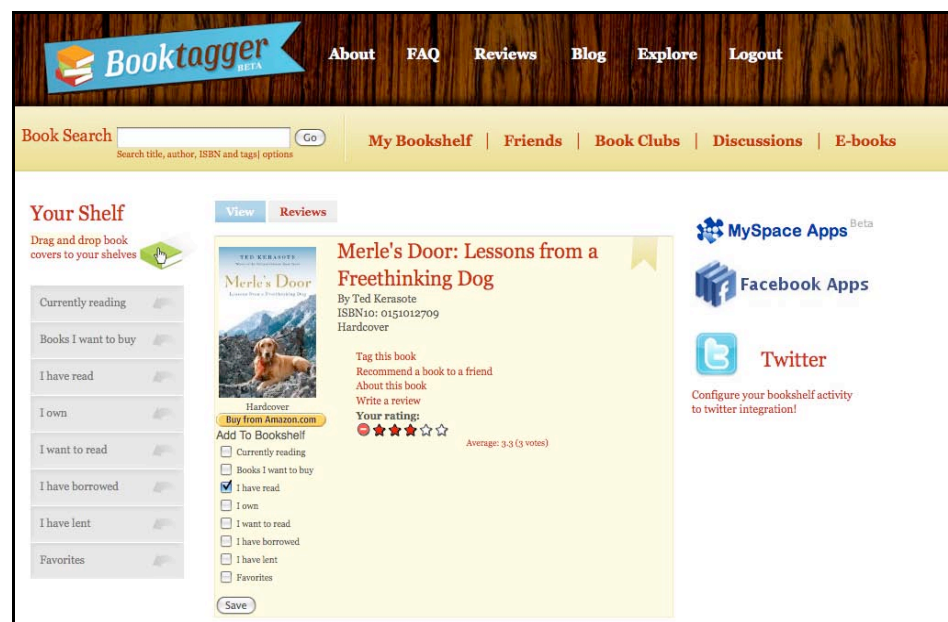 Booktagger
BETA
About FAQ Reviews Blog Explore Logout
Book Search Go
Search title, author, ISBN and tags| options
My Bookshelf | Friends | Book Clubs | Discussions | E-books
Your Shelf
Drag and drop book
covers to your shelves
Currently reading
Books I want to buy
I have read
I own
I want to read
I have borrowed
I have lent
Favorites
View Reviews
TED KERASOTE
Merle's Door
Lessons from a Freethinking Dog
Hardcover
Buy from Amazon.com
Add To Bookshelf
Currently reading
Books I want to buy
I have read
I own
I want to read
I have borrowed
I have lent
Favorites
Save
Merle's Door: Lessons from a
Freethinking Dog
By Ted Kerasote
ISBN10: 0151012709
Hardcover
Tag this book
Recommend a book to a friend
About this book
Write a review
Your rating:
Average: 3.3 (3 votes)
MySpace Apps Beta
Facebook Apps
Twitter
Configure your bookshelf activity
to twitter integration!